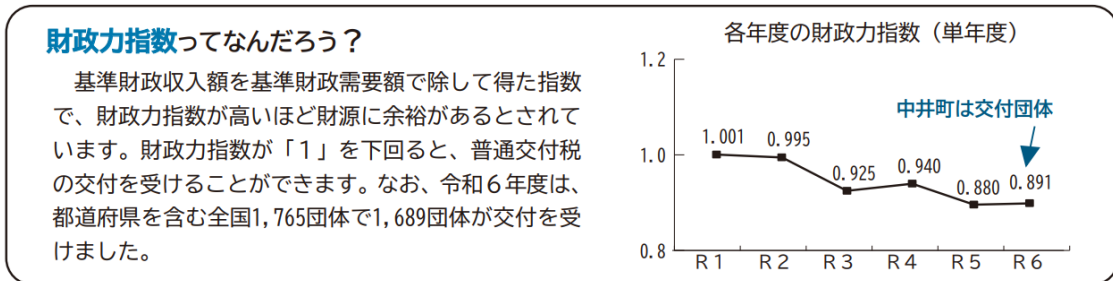 財政力指数ってなんだろう？
基準財政収入額を基準財政需要額で除して得た指数
で、財政力指数が高いほど財源に余裕があるとされて
います。財政力指数が「１」を下回ると、普通交付税
の交付を受けることができます。なお、令和６年度は、
都道府県を含む全国1,765団体で1,689団体が交付を受
けました。
各年度の財政力指数（単年度）
1.2
1.0
0.8
中井町は交付団体
1.001
0.995
0.925
0.940
0.880
0.891
Ｒ１
Ｒ２
Ｒ３
Ｒ４
Ｒ５
Ｒ６